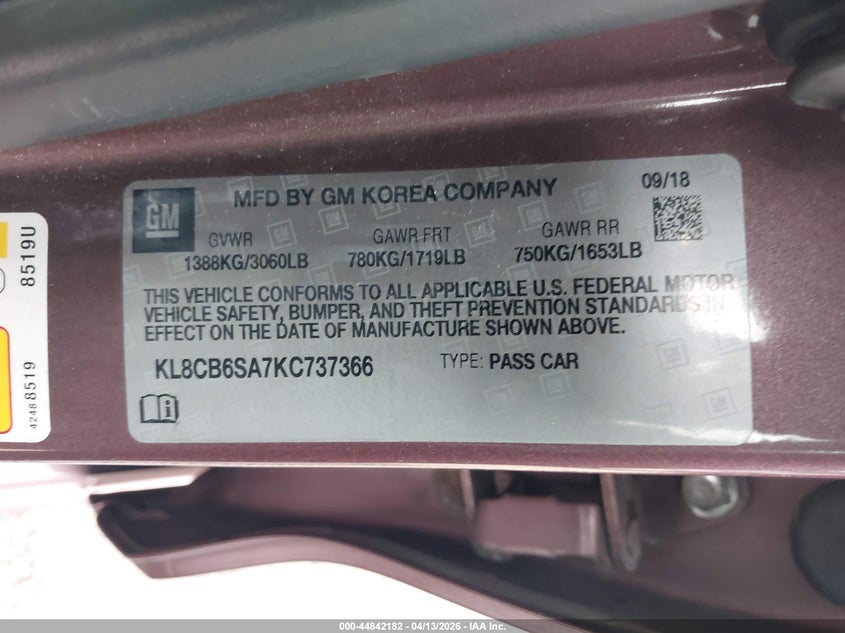 GM
MFD BY GM KOREA COMPANY
09/18
GVWR GAWR FRT GAWR RR
1388KG/3060LB 780KG/1719LB 750KG/1653LB
THIS VEHICLE CONFORMS TO ALL APPLICABLE U.S. FEDERAL MOTOR
VEHICLE SAFETY, BUMPER, AND THEFT PREVENTION STANDARDS IN
EFFECT ON THE DATE OF MANUFACTURE SHOWN ABOVE.
KL8CB6SA7KC737366 TYPE: PASS CAR
8519U
42488519
000-44842182 - 04/13/2026 - IAA Inc.